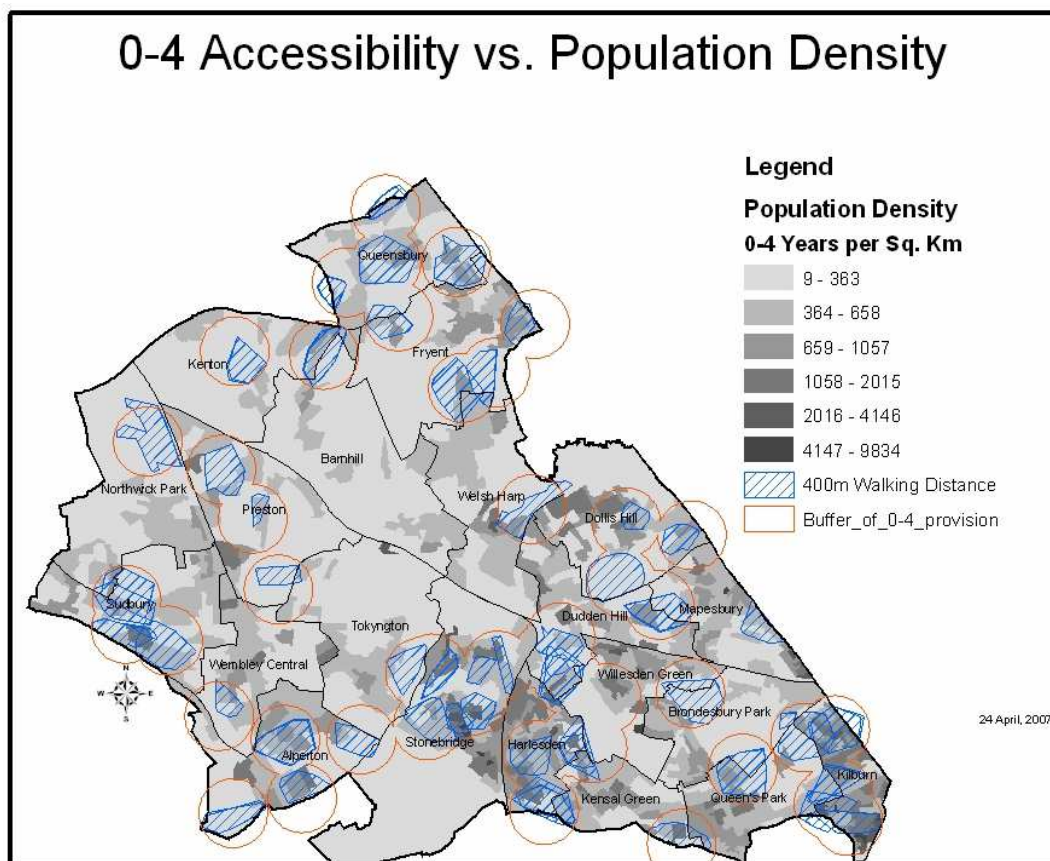 0-4 Accessibility vs. Population Density
Legend
Population Density
0-4 Years per Sq. Km
9 - 363
364 - 658
659 - 1057
1058 - 2015
2016 - 4146
4147 - 9834
400m Walking Distance
Buffer_of_0-4_provision
Queensbury
Kenton
Fryent
Barnhill
Northwick Park
Preston
Welsh Harp
Dollis Hill
Sudbury
Tokyngton
Dudden Hill
Mapesbury
Wembley Central
Willesden Green
Brondesbury Park
N
W E
S
24 April, 2007
Alperton
Stonebridge
Harlesden
Kensal Green
Queen's Park
Kilburn